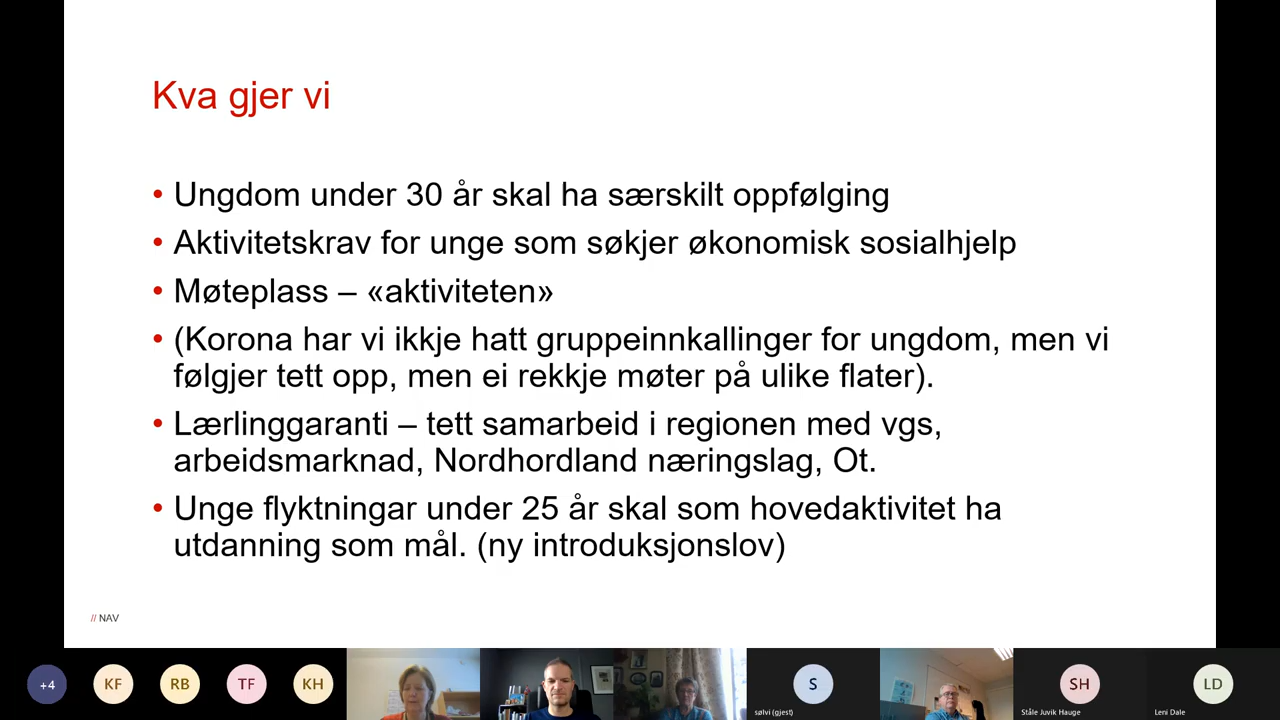 Kva gjer vi
• Ungdom under 30 år skal ha særskilt oppfølging
• Aktivitetskrav for unge som søkjer økonomisk sosialhjelp
• Møteplass – «aktiviteten»
• (Korona har vi ikkje hatt gruppeinnkallinger for ungdom, men vi
følgjer tett opp, men ei rekkje møter på ulike flater).
• Lærlinggaranti – tett samarbeid i regionen med vgs,
arbeidsmarknad, Nordhordland næringslag, Ot.
• Unge flyktningar under 25 år skal som hovedaktivitet ha
utdanning som mål. (ny introduksjonslov)
// NAV
+4 KF RB TF KH S SH LD
sølvi (gjest) Ståle Juvik Hauge Leni Dale